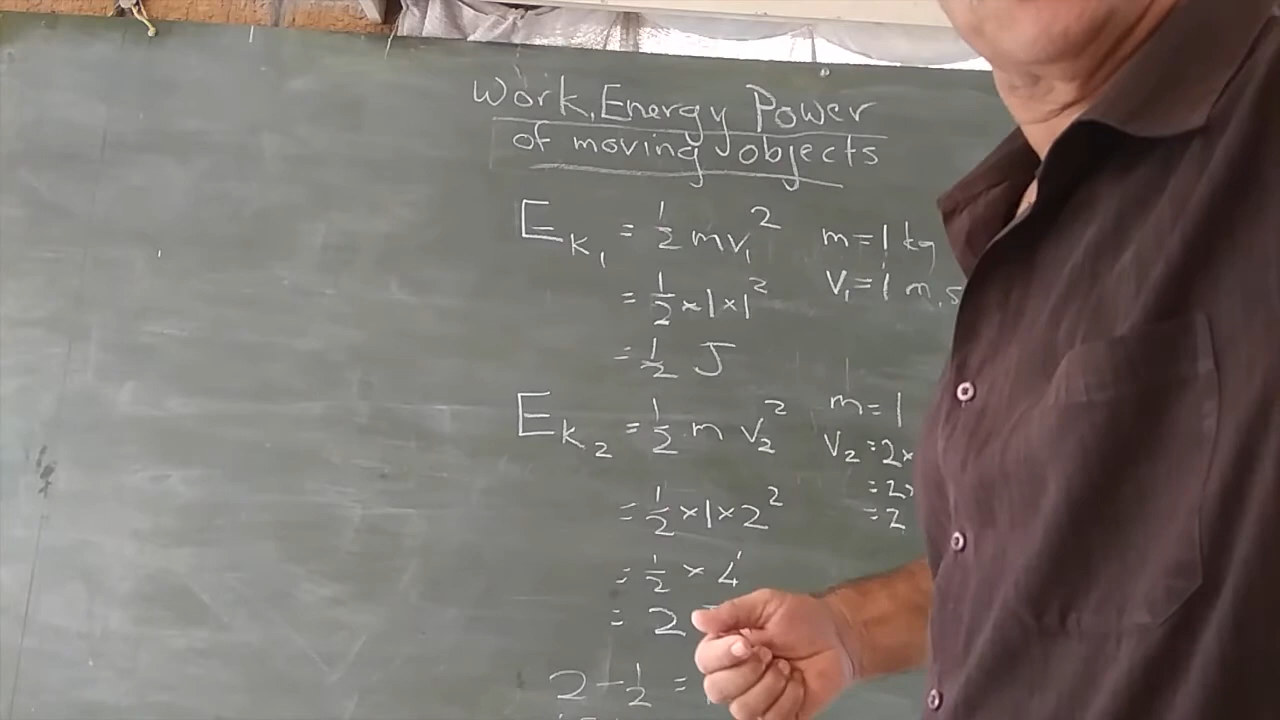 Work, Energy Power
of moving objects
E_K₁ = ½ mv₁² m = 1 kg
= ½ × 1 × 1² V₁ = 1 m.s
= ½ J
E_K₂ = ½ m v₂² m = 1
V₂ = 2×
= ½ × 1 × 2² = 2×
= 2
= ½ × 4
= 2
2 - ½ =